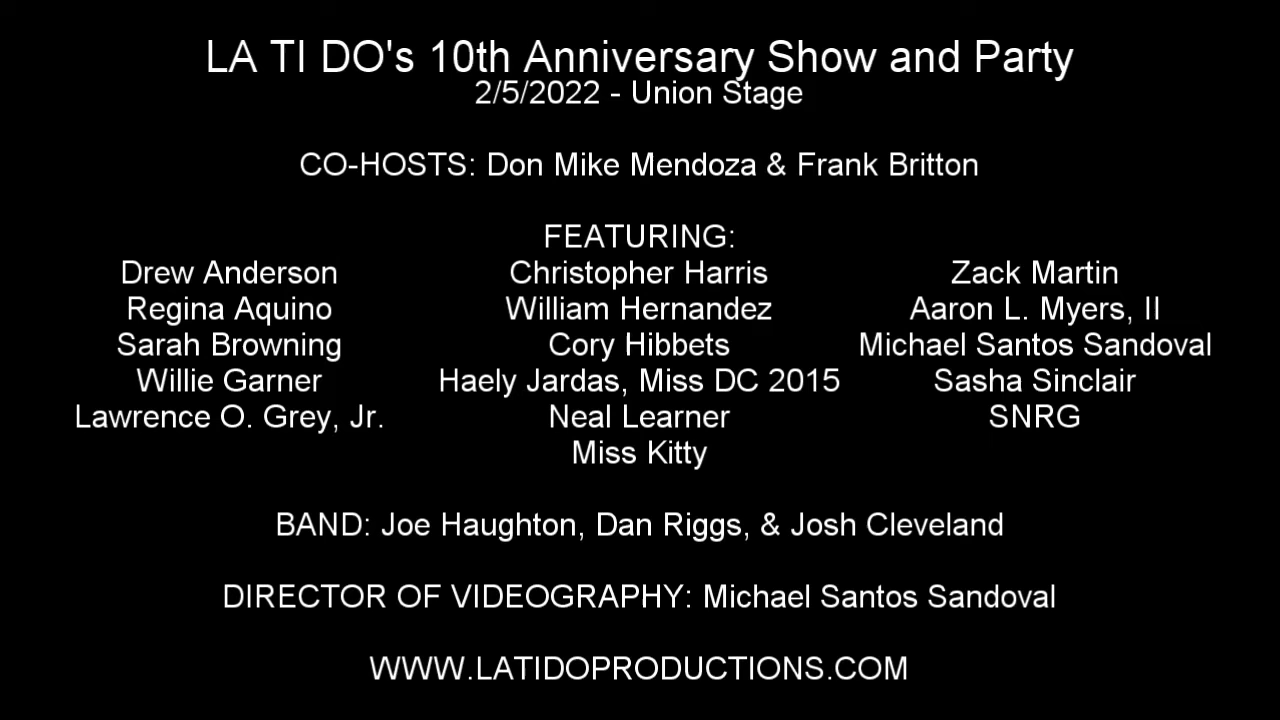 LA TI DO's 10th Anniversary Show and Party
2/5/2022 - Union Stage
CO-HOSTS: Don Mike Mendoza & Frank Britton
FEATURING:
Drew Anderson
Regina Aquino
Sarah Browning
Willie Garner
Lawrence O. Grey, Jr.
Christopher Harris
William Hernandez
Cory Hibbets
Haely Jardas, Miss DC 2015
Neal Learner
Miss Kitty
Zack Martin
Aaron L. Myers, II
Michael Santos Sandoval
Sasha Sinclair
SNRG
BAND: Joe Haughton, Dan Riggs, & Josh Cleveland
DIRECTOR OF VIDEOGRAPHY: Michael Santos Sandoval
WWW.LATIDOPRODUCTIONS.COM